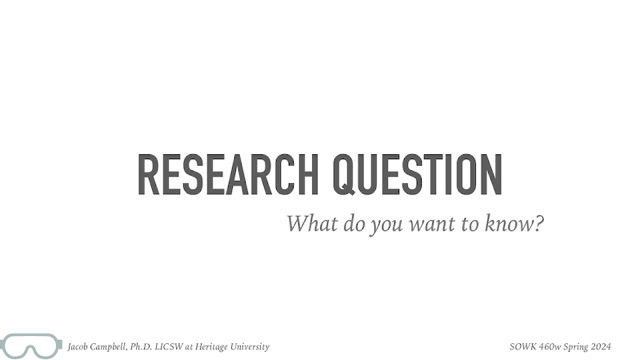 RESEARCH QUESTION
What do you want to know?
Jacob Campbell, Ph.D. LICSW at Heritage University
SOWK 460w Spring 2024